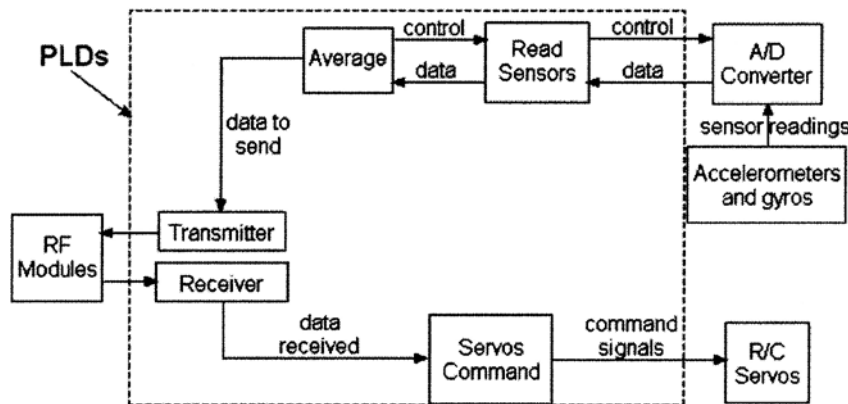 PLDs
Average
control
data
Read
Sensors
control
data
A/D
Converter
sensor readings
Accelerometers
and gyros
data to
send
RF
Modules
Transmitter
Receiver
data
received
Servos
Command
command
signals
R/C
Servos